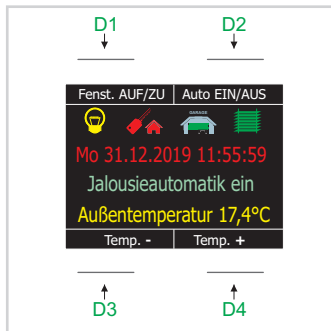 D1 D2
Fenst. AUF/ZU Auto EIN/AUS
GARAGE
Mo 31.12.2019 11:55:59
Jalousieautomatik ein
Außentemperatur 17,4°C
Temp. - Temp. +
D3 D4